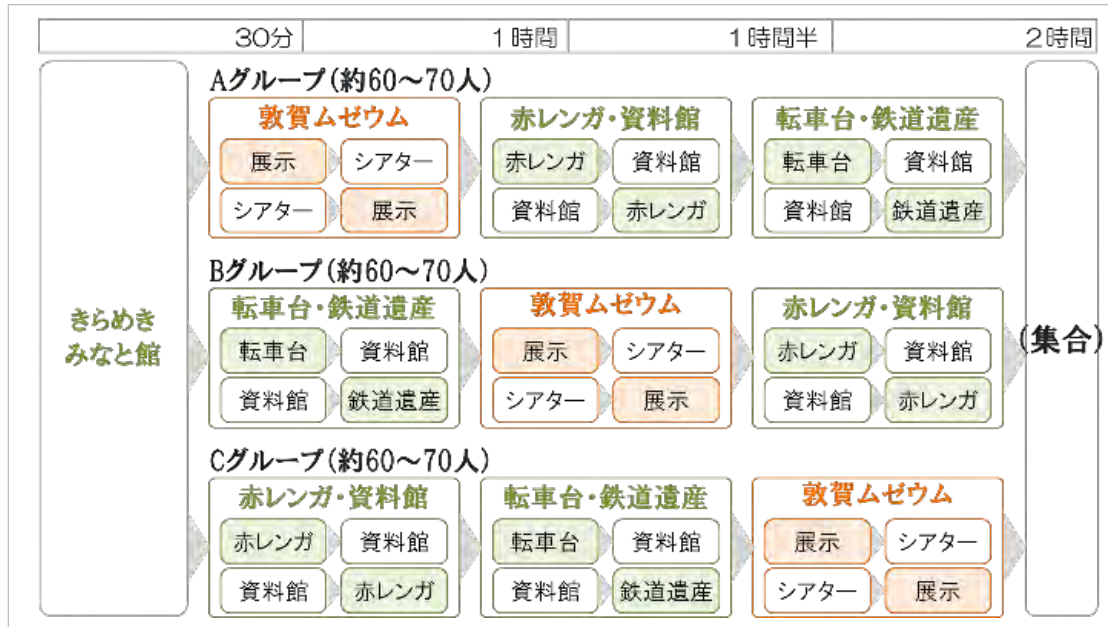 30分 1時間 1時間半 2時間
きらめき
みなと館
Aグループ(約60～70人)
敦賀ムゼウム 赤レンガ・資料館 転車台・鉄道遺産
展示 シアター 赤レンガ 資料館 転車台 資料館
シアター 展示 資料館 赤レンガ 資料館 鉄道遺産
Bグループ(約60～70人)
転車台・鉄道遺産 敦賀ムゼウム 赤レンガ・資料館
転車台 資料館 展示 シアター 赤レンガ 資料館
資料館 鉄道遺産 シアター 展示 資料館 赤レンガ
Cグループ(約60～70人)
赤レンガ・資料館 転車台・鉄道遺産 敦賀ムゼウム
赤レンガ 資料館 転車台 資料館 展示 シアター
資料館 赤レンガ 資料館 鉄道遺産 シアター 展示
(集合)